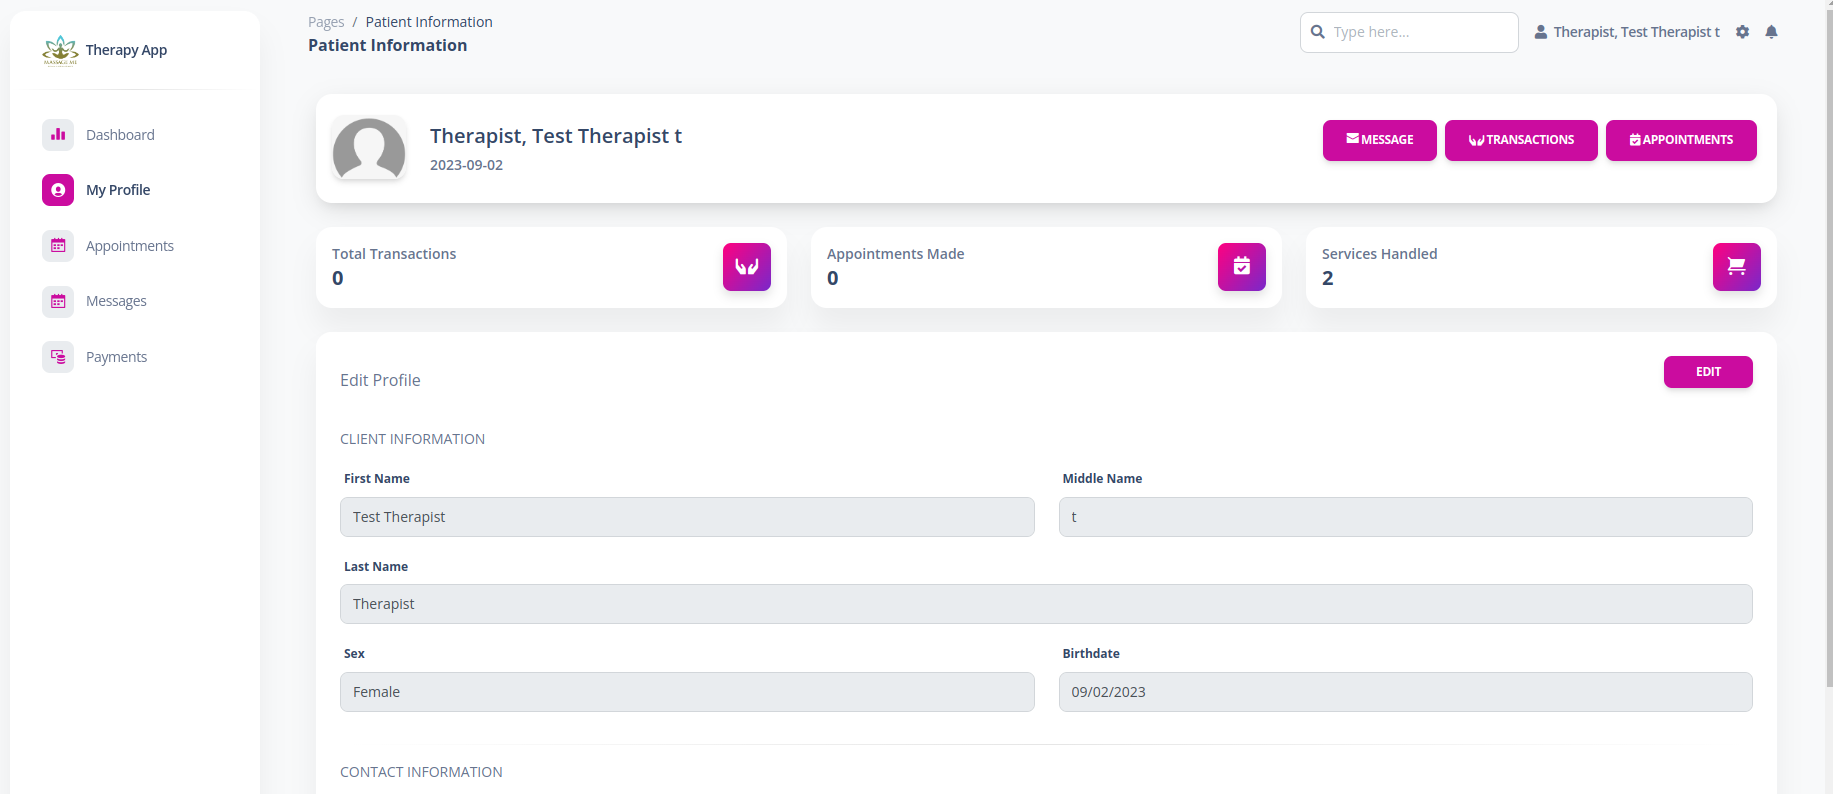 MASSAGE ME
Therapy App
Dashboard
My Profile
Appointments
Messages
Payments
Pages / Patient Information
Patient Information
Type here...
Therapist, Test Therapist t
Therapist, Test Therapist t
2023-09-02
MESSAGE
TRANSACTIONS
APPOINTMENTS
Total Transactions
0
Appointments Made
0
Services Handled
2
Edit Profile
EDIT
CLIENT INFORMATION
First Name
Middle Name
Test Therapist
t
Last Name
Therapist
Sex
Birthdate
Female
09/02/2023
CONTACT INFORMATION